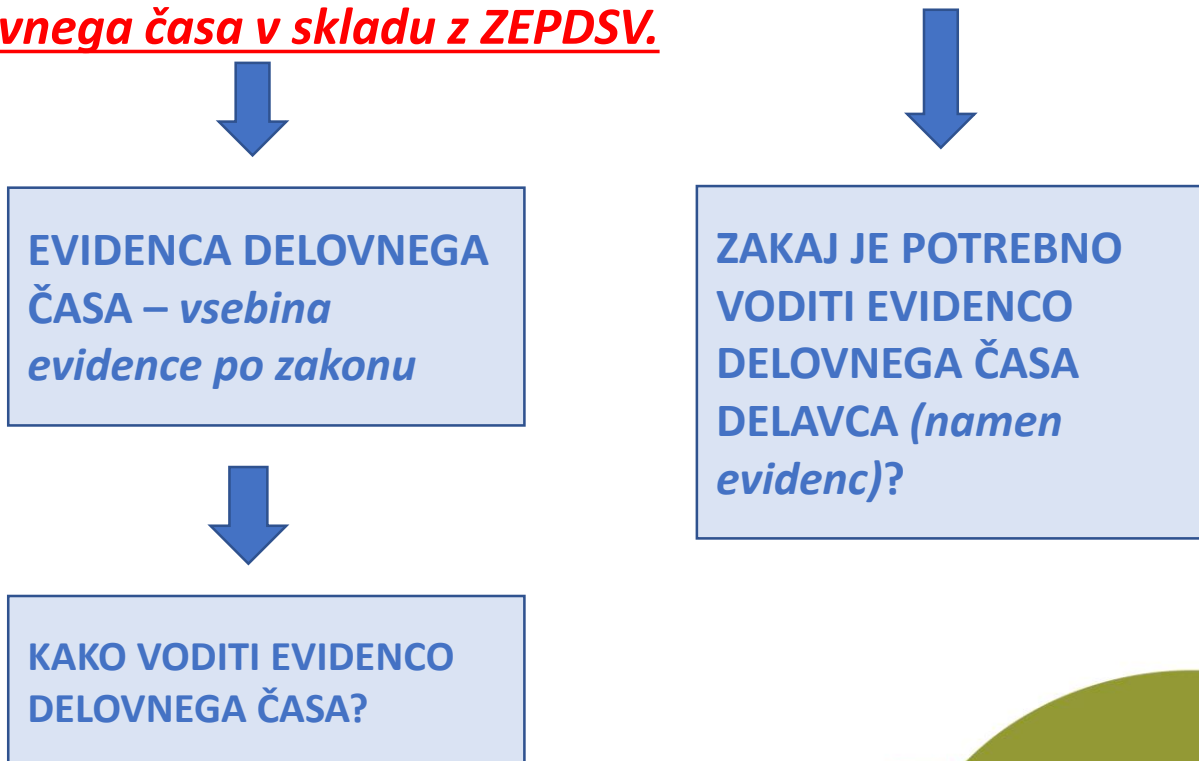 vnega časa v skladu z ZEPDSV.
EVIDENCA DELOVNEGA
ČASA – vsebina
evidence po zakonu
KAKO VODITI EVIDENCO
DELOVNEGA ČASA?
ZAKAJ JE POTREBNO
VODITI EVIDENCO
DELOVNEGA ČASA
DELAVCA (namen
evidenc)?